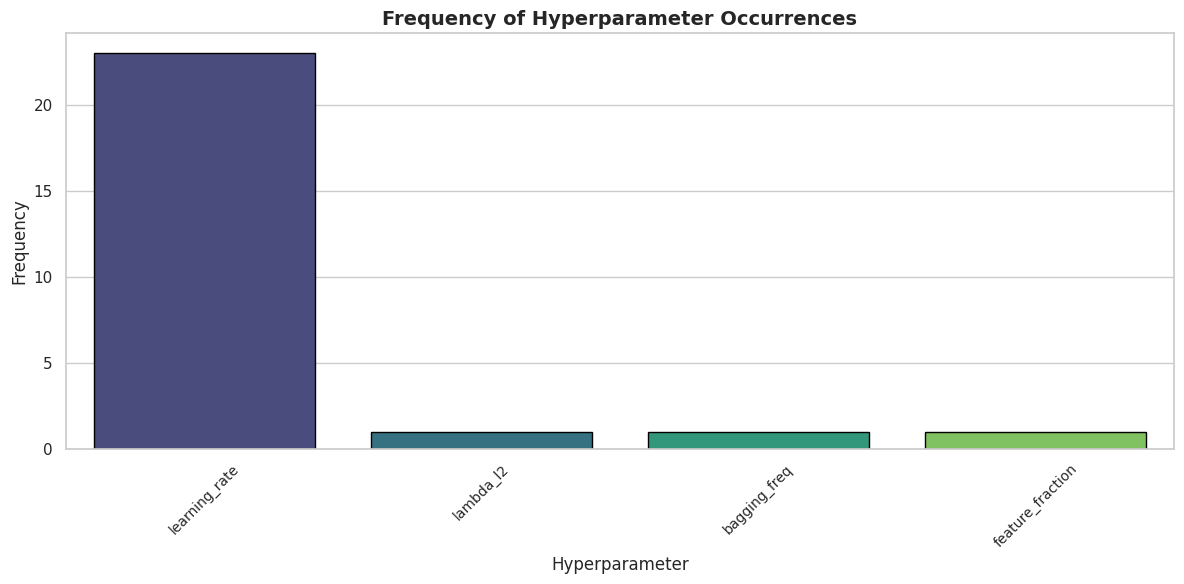 Frequency of Hyperparameter Occurrences
Frequency
20
15
10
5
0
learning_rate
lambda_l2
bagging_freq
feature_fraction
Hyperparameter